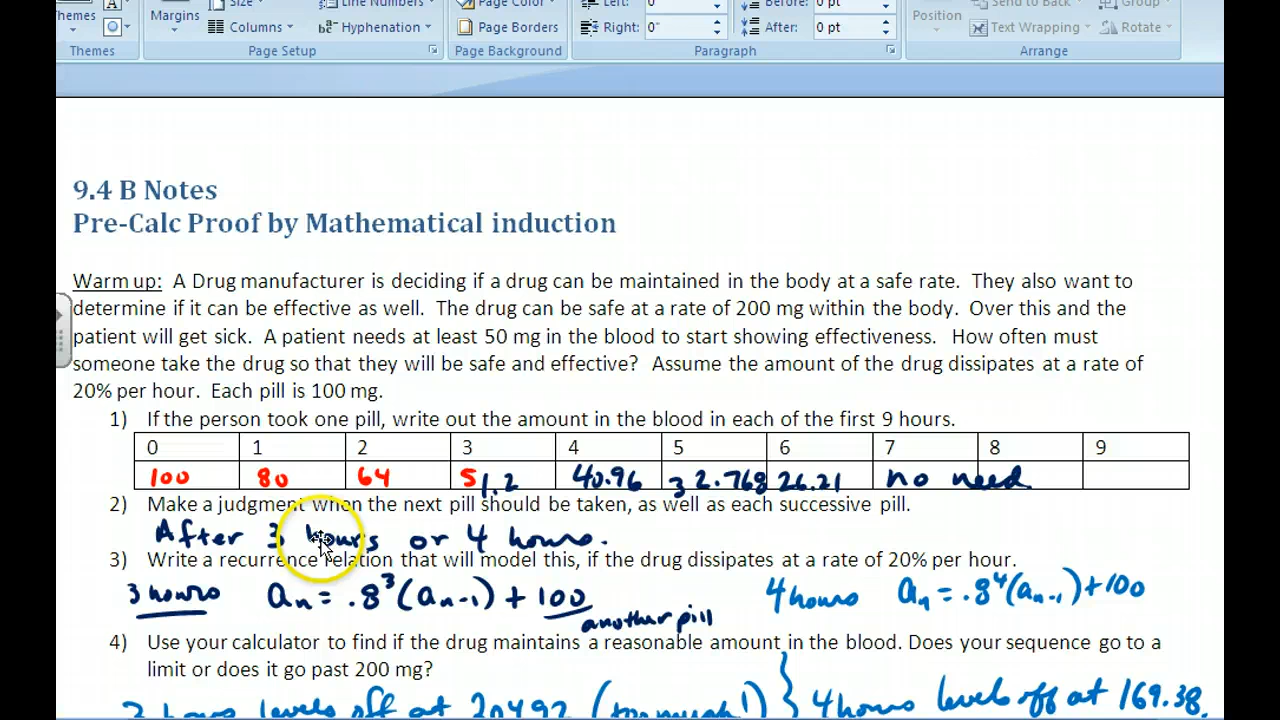 Themes
Margins
Size
Line Numbers
Page Color
Left: 0
Before: 0 pt
Send to Back
Group
Columns
Hyphenation
Page Borders
Right: 0"
After: 0 pt
Position
Text Wrapping
Rotate
Themes
Page Setup
Page Background
Paragraph
Arrange
9.4 B Notes
Pre-Calc Proof by Mathematical induction
Warm up: A Drug manufacturer is deciding if a drug can be maintained in the body at a safe rate. They also want to
determine if it can be effective as well. The drug can be safe at a rate of 200 mg within the body. Over this and the
patient will get sick. A patient needs at least 50 mg in the blood to start showing effectiveness. How often must
someone take the drug so that they will be safe and effective? Assume the amount of the drug dissipates at a rate of
20% per hour. Each pill is 100 mg.
1) If the person took one pill, write out the amount in the blood in each of the first 9 hours.
0 1 2 3 4 5 6 7 8 9
100 80 64 51.2 40.96 32.768 26.21 no need
2) Make a judgment when the next pill should be taken, as well as each successive pill.
After 3 hours or 4 hours.
3) Write a recurrence relation that will model this, if the drug dissipates at a rate of 20% per hour.
3 hours aₙ = .8³(aₙ₋₁) + 100 4 hours aₙ = .8⁴(aₙ₋₁) + 100
another pill
4) Use your calculator to find if the drug maintains a reasonable amount in the blood. Does your sequence go to a
limit or does it go past 200 mg?
3 hours levels off at 204.92 (too much!) } 4 hours levels off at 169.38.